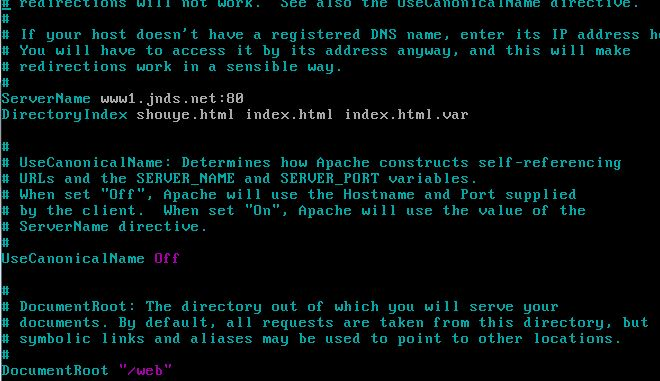 # redirections will not work.  See also the UseCanonicalName directive.
#
# If your host doesn't have a registered DNS name, enter its IP address
# You will have to access it by its address anyway, and this will make
# redirections work in a sensible way.
#
ServerName www1.jnds.net:80
DirectoryIndex shouye.html index.html index.html.var
#
# UseCanonicalName: Determines how Apache constructs self-referencing
# URLs and the SERVER_NAME and SERVER_PORT variables.
# When set "Off", Apache will use the Hostname and Port supplied
# by the client.  When set "On", Apache will use the value of the
# ServerName directive.
#
UseCanonicalName Off
#
# DocumentRoot: The directory out of which you will serve your
# documents. By default, all requests are taken from this directory, but
# symbolic links and aliases may be used to point to other locations.
#
DocumentRoot "/web"